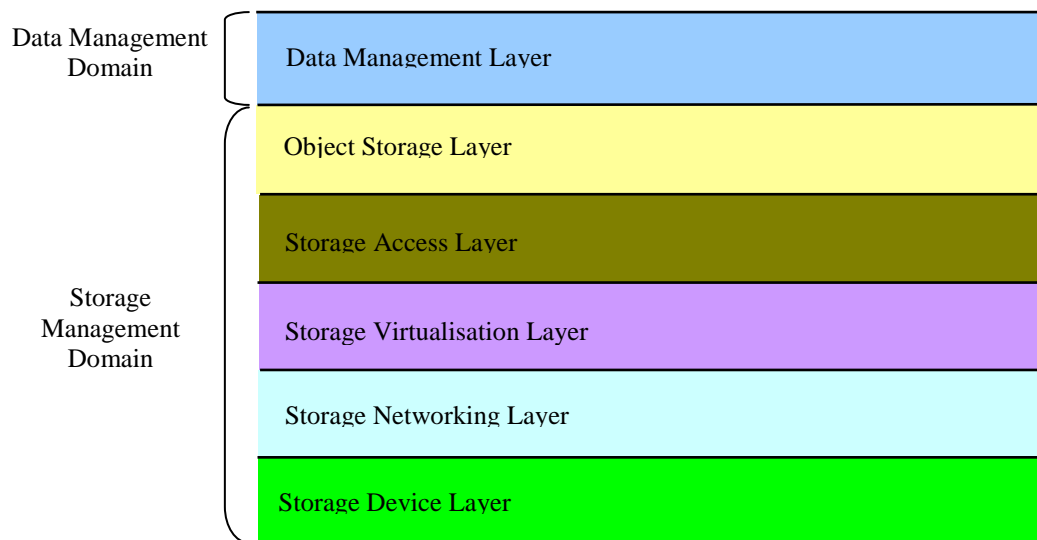 Data Management
Domain
Data Management Layer
Object Storage Layer
Storage Access Layer
Storage
Management
Domain
Storage Virtualisation Layer
Storage Networking Layer
Storage Device Layer